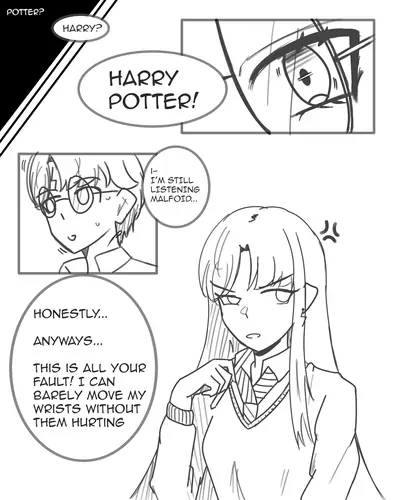 POTTER?
HARRY?
HARRY
POTTER!
I-
I'M STILL
LISTENING
MALFOID...
HONESTLY...
ANYWAYS...
THIS IS ALL YOUR
FAULT! I CAN
BARELY MOVE MY
WRISTS WITHOUT
THEM HURTING